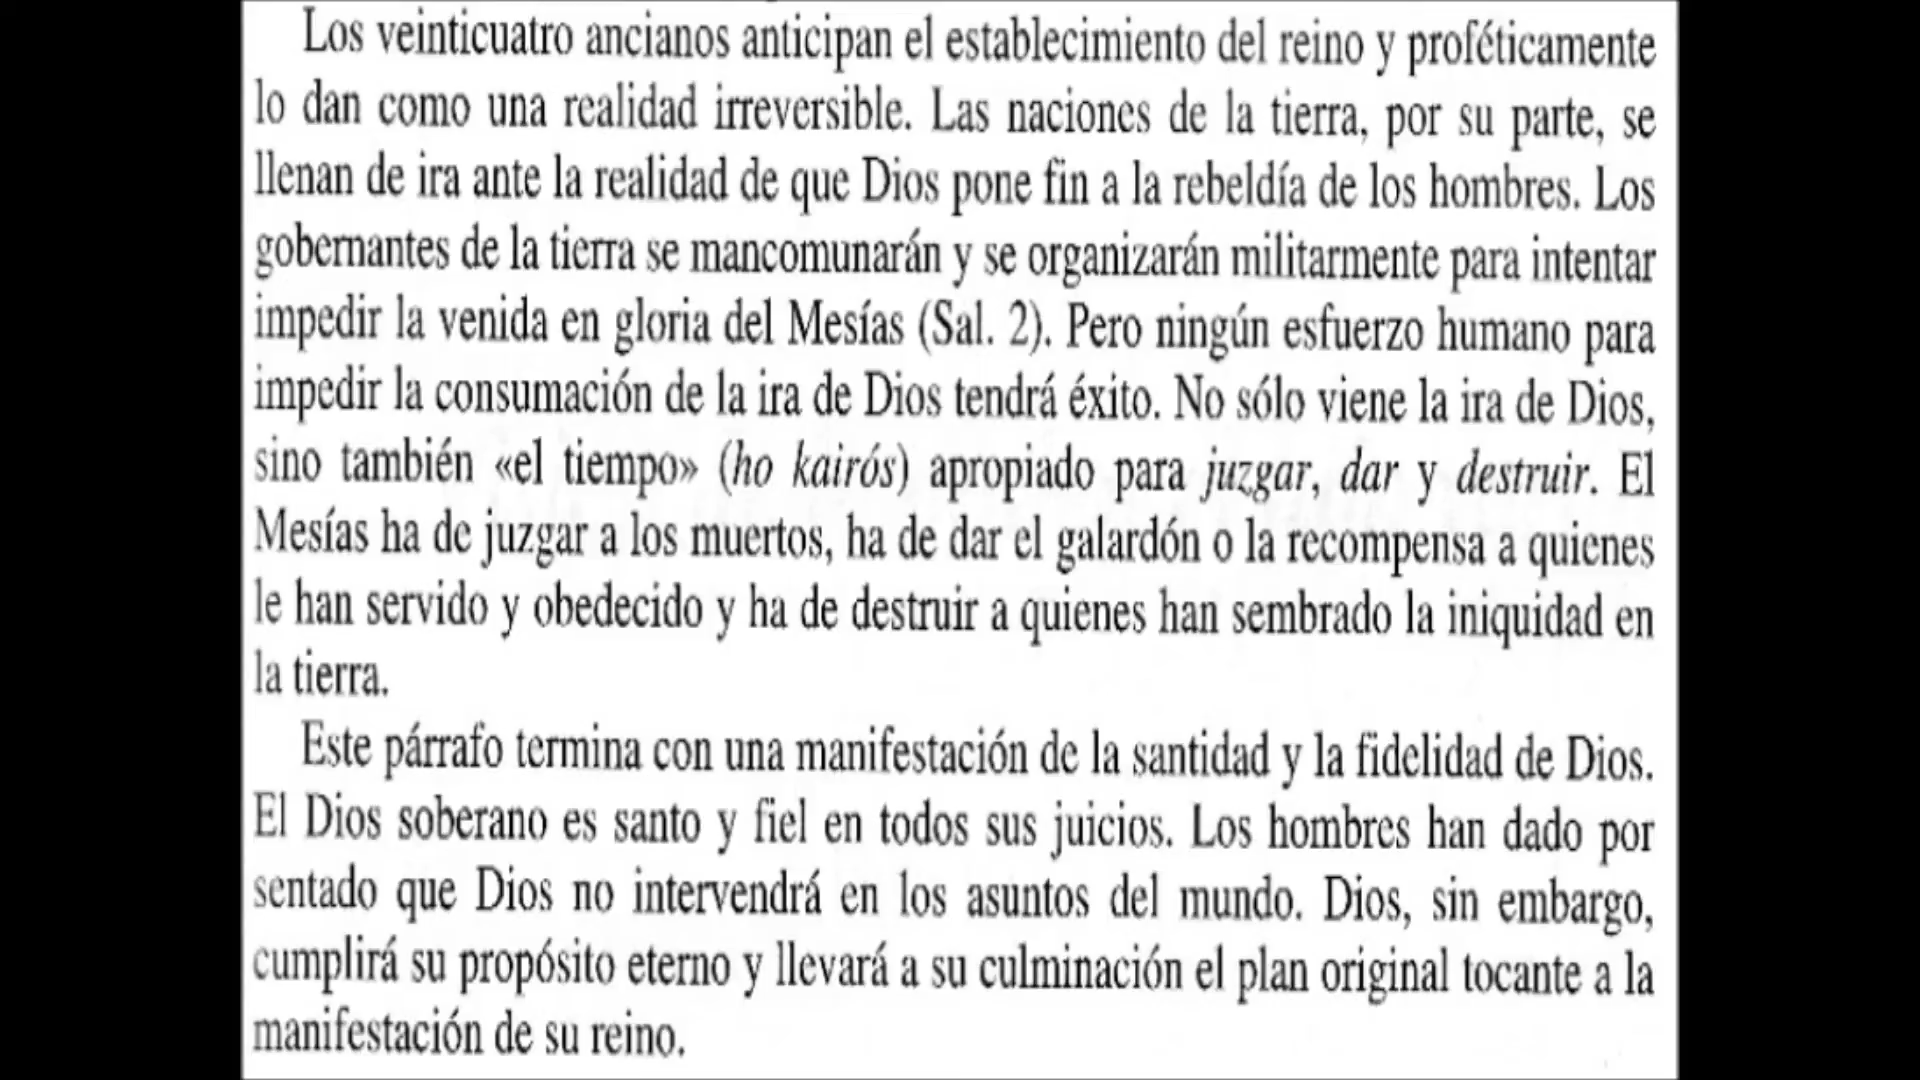 Los veinticuatro ancianos anticipan el establecimiento del reino y proféticamente
lo dan como una realidad irreversible. Las naciones de la tierra, por su parte, se
llenan de ira ante la realidad de que Dios pone fin a la rebeldía de los hombres. Los
gobernantes de la tierra se mancomunarán y se organizarán militarmente para intentar
impedir la venida en gloria del Mesías (Sal. 2). Pero ningún esfuerzo humano para
impedir la consumación de la ira de Dios tendrá éxito. No sólo viene la ira de Dios,
sino también «el tiempo» (ho kairós) apropiado para juzgar, dar y destruir. El
Mesías ha de juzgar a los muertos, ha de dar el galardón o la recompensa a quienes
le han servido y obedecido y ha de destruir a quienes han sembrado la iniquidad en
la tierra.
Este párrafo termina con una manifestación de la santidad y la fidelidad de Dios.
El Dios soberano es santo y fiel en todos sus juicios. Los hombres han dado por
sentado que Dios no intervendrá en los asuntos del mundo. Dios, sin embargo,
cumplirá su propósito eterno y llevará a su culminación el plan original tocante a la
manifestación de su reino.